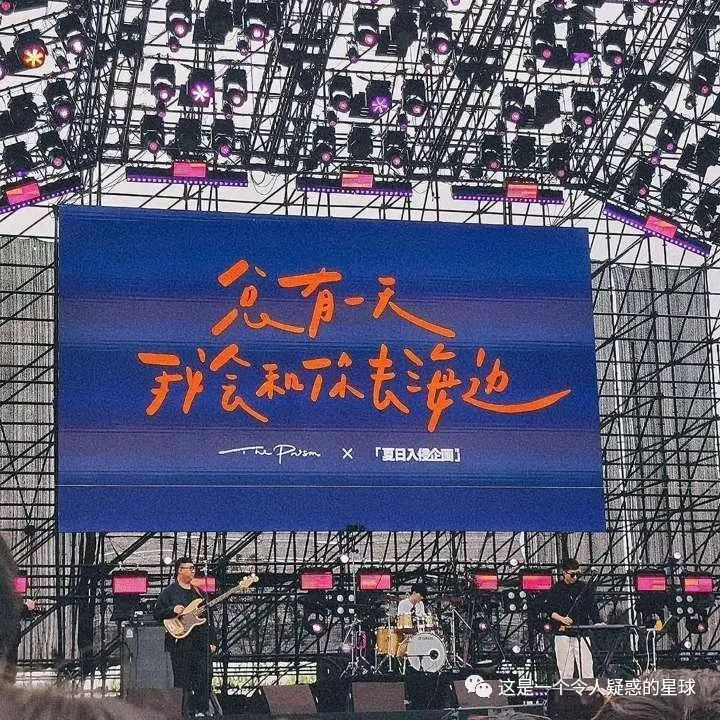 总有一天
我会和你去海边
The Prism × 「夏日入侵企画」
这是一个令人疑惑的星球